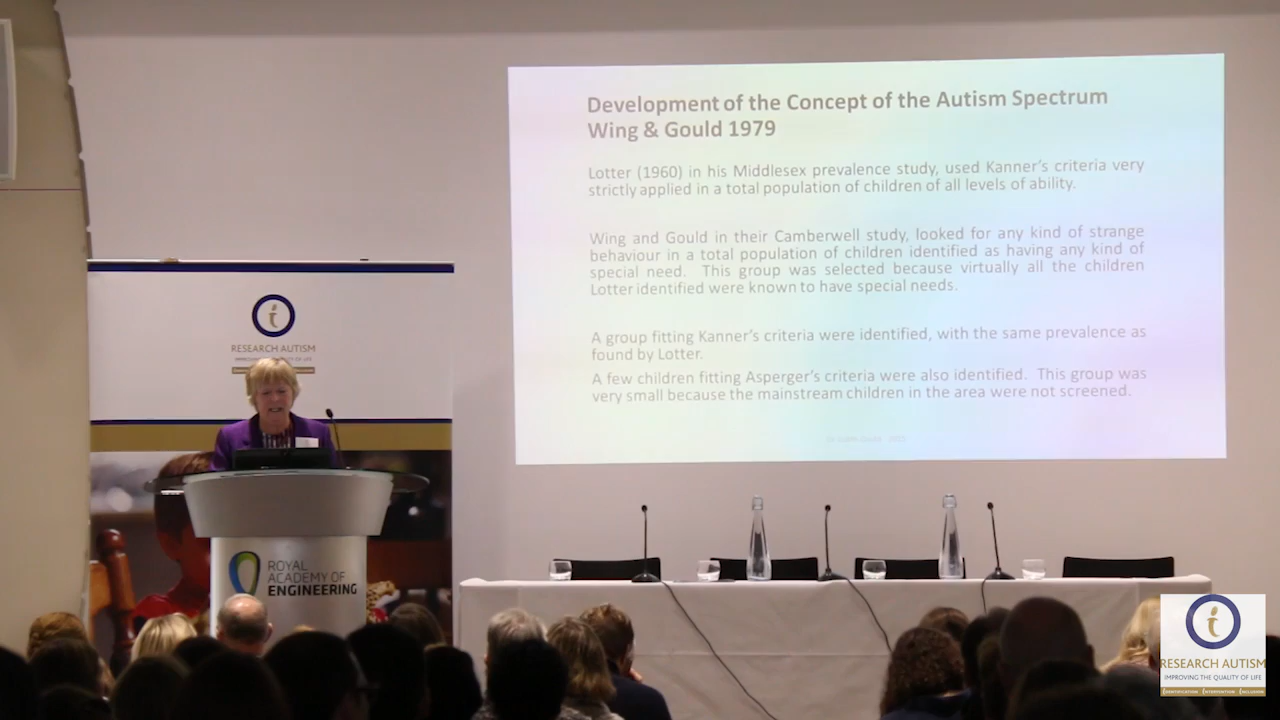 Development of the Concept of the Autism Spectrum
Wing & Gould 1979
Lotter (1960) in his Middlesex prevalence study, used Kanner's criteria very
strictly applied in a total population of children of all levels of ability.
Wing and Gould in their Camberwell study, looked for any kind of strange
behaviour in a total population of children identified as having any kind of
special need. This group was selected because virtually all the children
Lotter identified were known to have special needs.
A group fitting Kanner's criteria were identified, with the same prevalence as
found by Lotter.
A few children fitting Asperger's criteria were also identified. This group was
very small because the mainstream children in the area were not screened.
RESEARCH AUTISM
ROYAL
ACADEMY OF
ENGINEERING
RESEARCH AUTISM
IMPROVING THE QUALITY OF LIFE